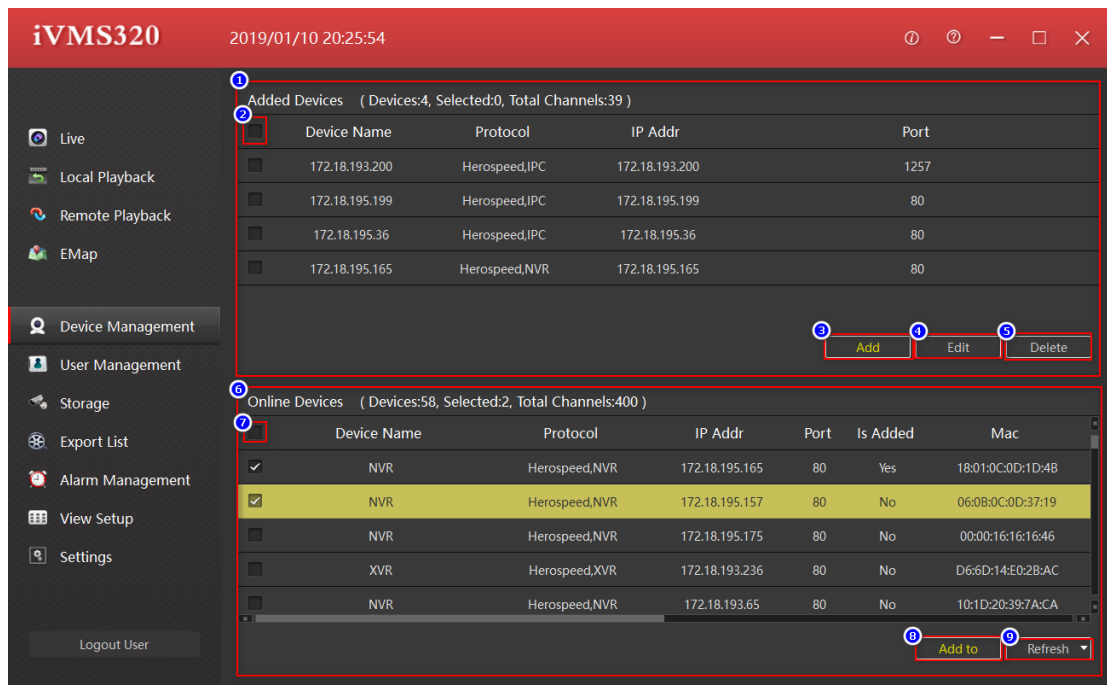 iVMS320 2019/01/10 20:25:54
Live
Local Playback
Remote Playback
EMap
Device Management
User Management
Storage
Export List
Alarm Management
View Setup
Settings
Logout User
1
Added Devices ( Devices:4, Selected:0, Total Channels:39 )
2
Device Name Protocol IP Addr Port
172.18.193.200 Herospeed,IPC 172.18.193.200 1257
172.18.195.199 Herospeed,IPC 172.18.195.199 80
172.18.195.36 Herospeed,IPC 172.18.195.36 80
172.18.195.165 Herospeed,NVR 172.18.195.165 80
3 4 5
Add Edit Delete
6
Online Devices ( Devices:58, Selected:2, Total Channels:400 )
7
Device Name Protocol IP Addr Port Is Added Mac
NVR Herospeed,NVR 172.18.195.165 80 Yes 18:01:0C:0D:1D:4B
NVR Herospeed,NVR 172.18.195.157 80 No 06:0B:0C:0D:37:19
NVR Herospeed,NVR 172.18.195.175 80 No 00:00:16:16:16:46
XVR Herospeed,XVR 172.18.193.236 80 No D6:6D:14:E0:2B:AC
NVR Herospeed,NVR 172.18.193.65 80 No 10:1D:20:39:7A:CA
8 9
Add to Refresh